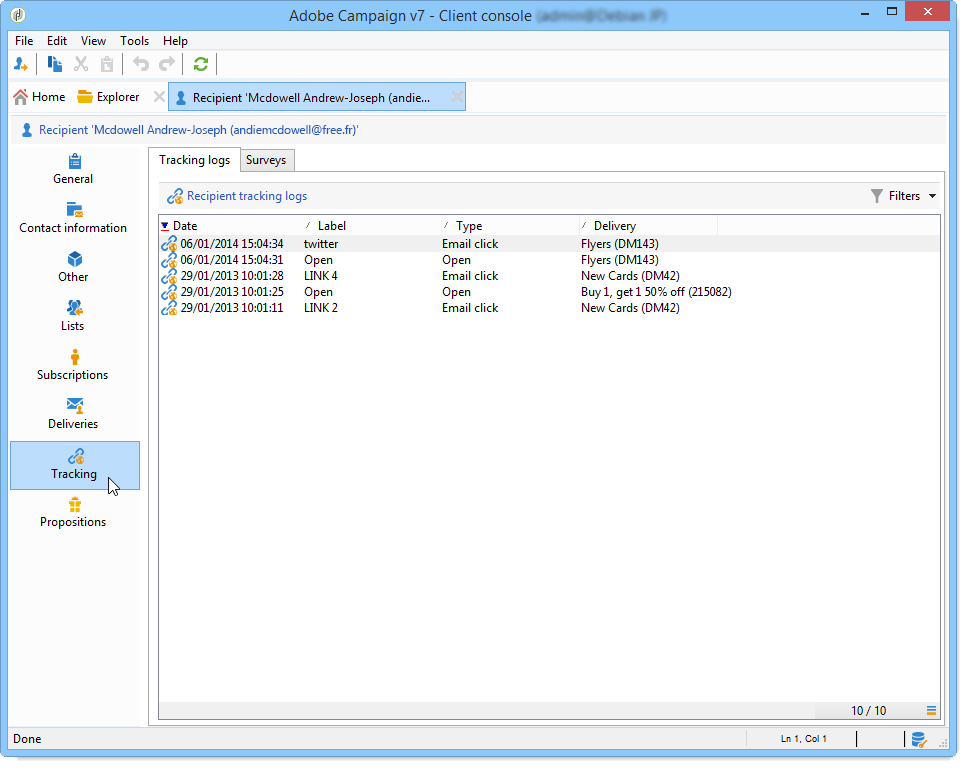 Adobe Campaign v7 - Client console
File Edit View Tools Help
Home Explorer Recipient 'Mcdowell Andrew-Joseph (andie...
Recipient 'Mcdowell Andrew-Joseph (andiemcdowell@free.fr)'
General
Contact information
Other
Lists
Subscriptions
Deliveries
Tracking
Propositions
Tracking logs Surveys
Recipient tracking logs Filters
Date Label Type Delivery
06/01/2014 15:04:34 twitter Email click Flyers (DM143)
06/01/2014 15:04:31 Open Open Flyers (DM143)
29/01/2013 10:01:28 LINK 4 Email click New Cards (DM42)
29/01/2013 10:01:25 Open Open Buy 1, get 1 50% off (215082)
29/01/2013 10:01:11 LINK 2 Email click New Cards (DM42)
10 / 10
Done Ln 1, Col 1